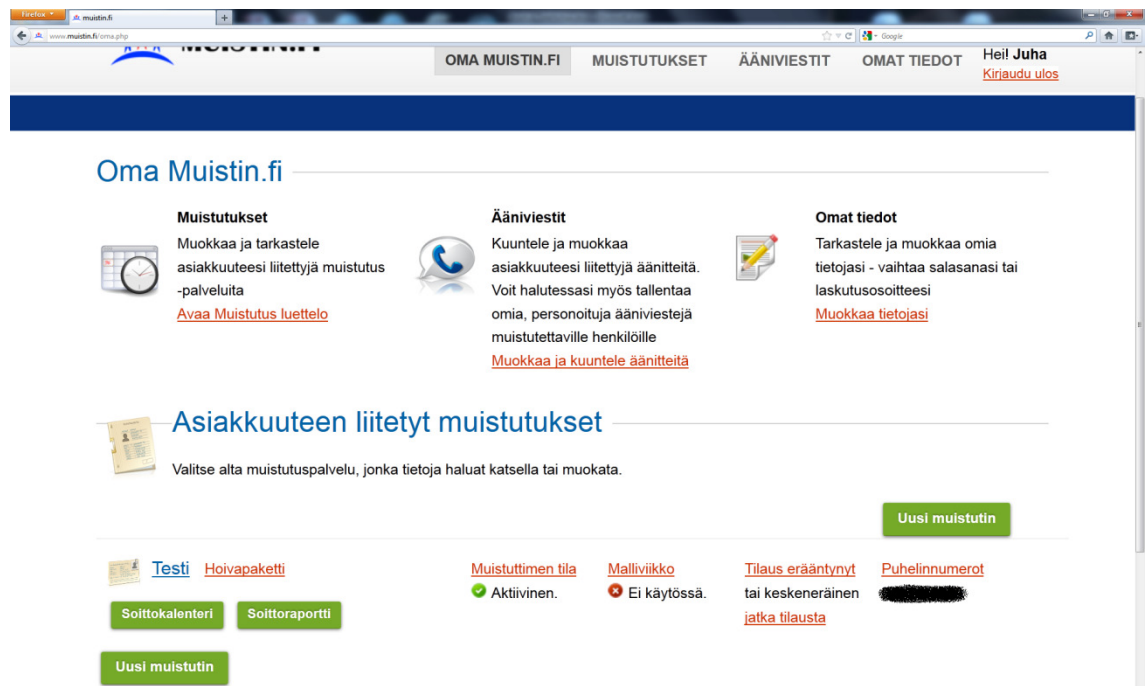 Firefox
muistin.fi
www.muistin.fi/oma.php
Google
MUISTIN.FI
OMA MUISTIN.FI
MUISTUTUKSET
ÄÄNIVIESTIT
OMAT TIEDOT
Hei! Juha
Kirjaudu ulos
Oma Muistin.fi
Muistutukset
Muokkaa ja tarkastele
asiakkuuteesi liitettyjä muistutus
-palveluita
Avaa Muistutus luettelo
Ääniviestit
Kuuntele ja muokkaa
asiakkuuteesi liitettyjä äänitteitä.
Voit halutessasi myös tallentaa
omia, personoituja ääniviestejä
muistutettaville henkilöille
Muokkaa ja kuuntele äänitteitä
Omat tiedot
Tarkastele ja muokkaa omia
tietojasi - vaihtaa salasanasi tai
laskutusosoitteesi
Muokkaa tietojasi
Asiakkuuteen liitetyt muistutukset
Valitse alta muistutuspalvelu, jonka tietoja haluat katsella tai muokata.
Uusi muistutin
Testi Hoivapaketti
Soittokalenteri Soittoraportti
Muistuttimen tila
Aktiivinen.
Malliviikko
Ei käytössä.
Tilaus erääntynyt
tai keskeneräinen
jatka tilausta
Puhelinnumerot
Uusi muistutin